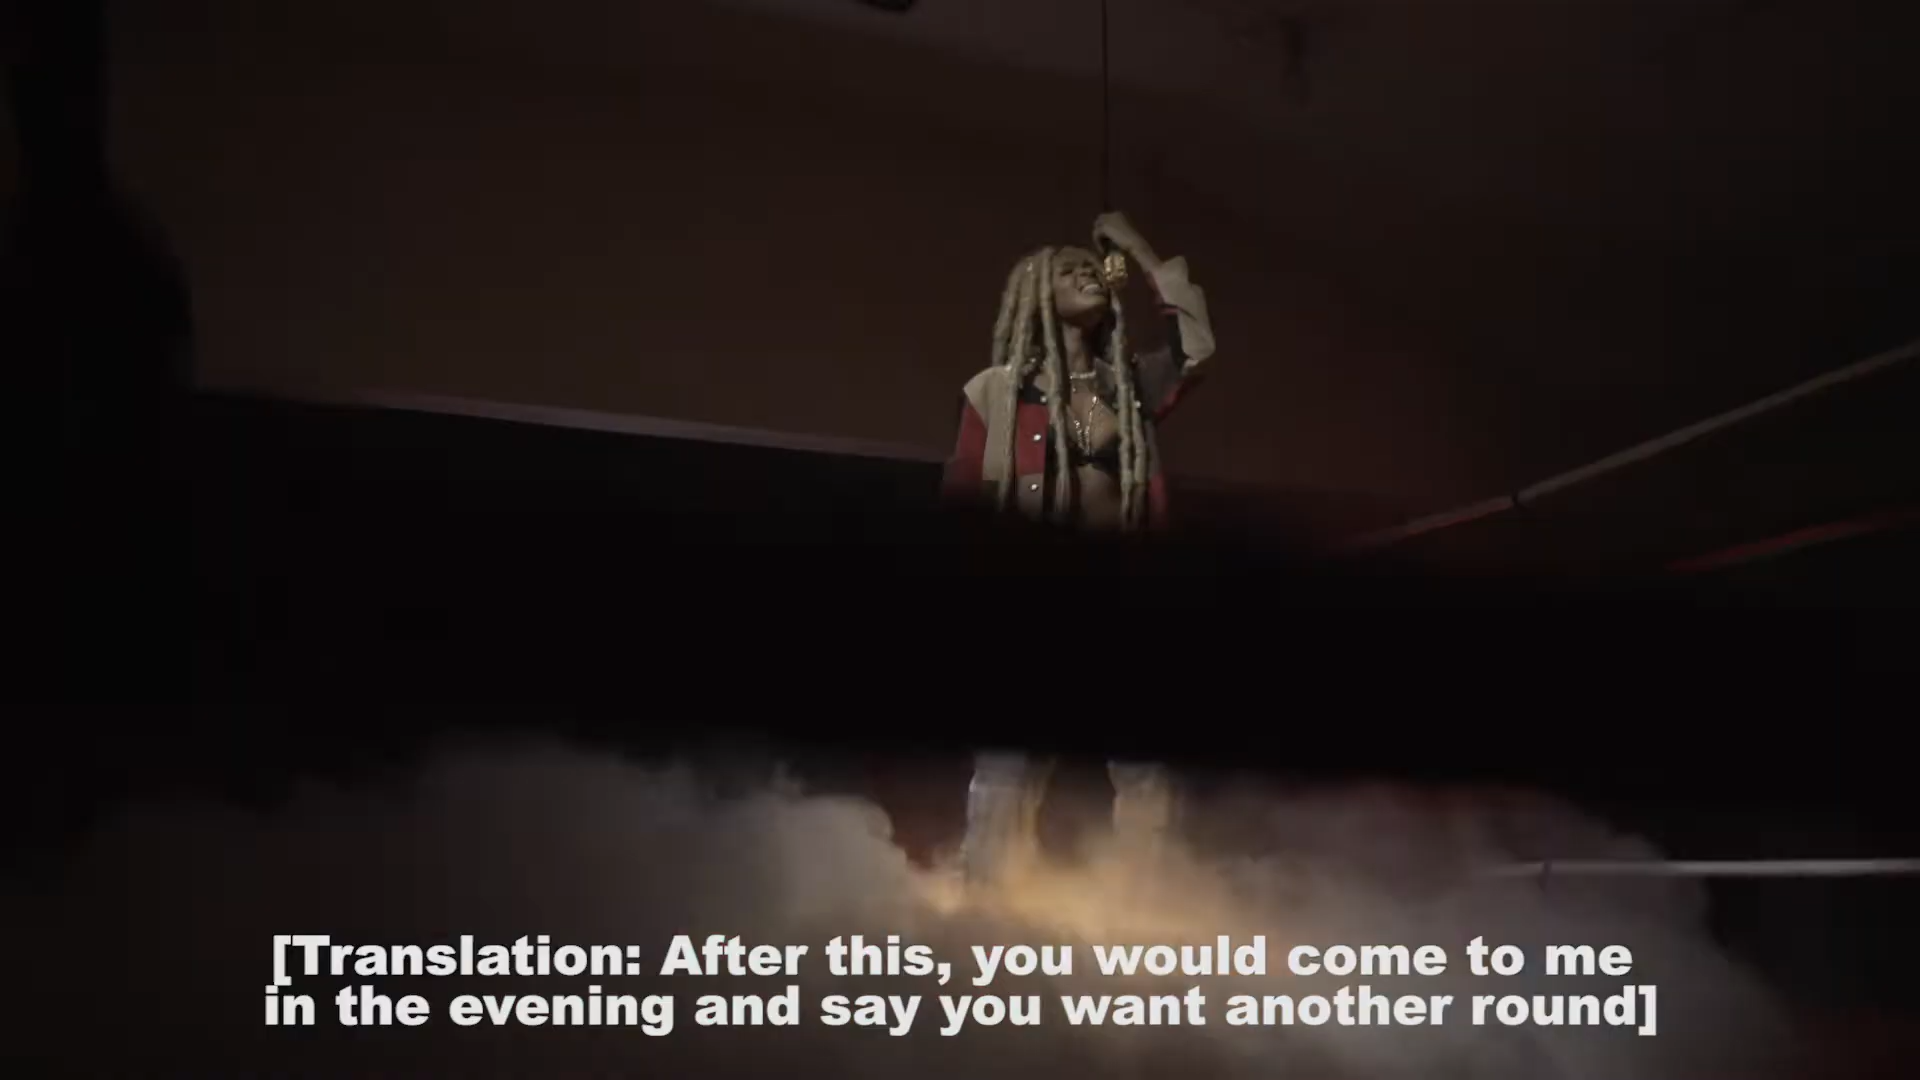 [Translation: After this, you would come to me
in the evening and say you want another round]